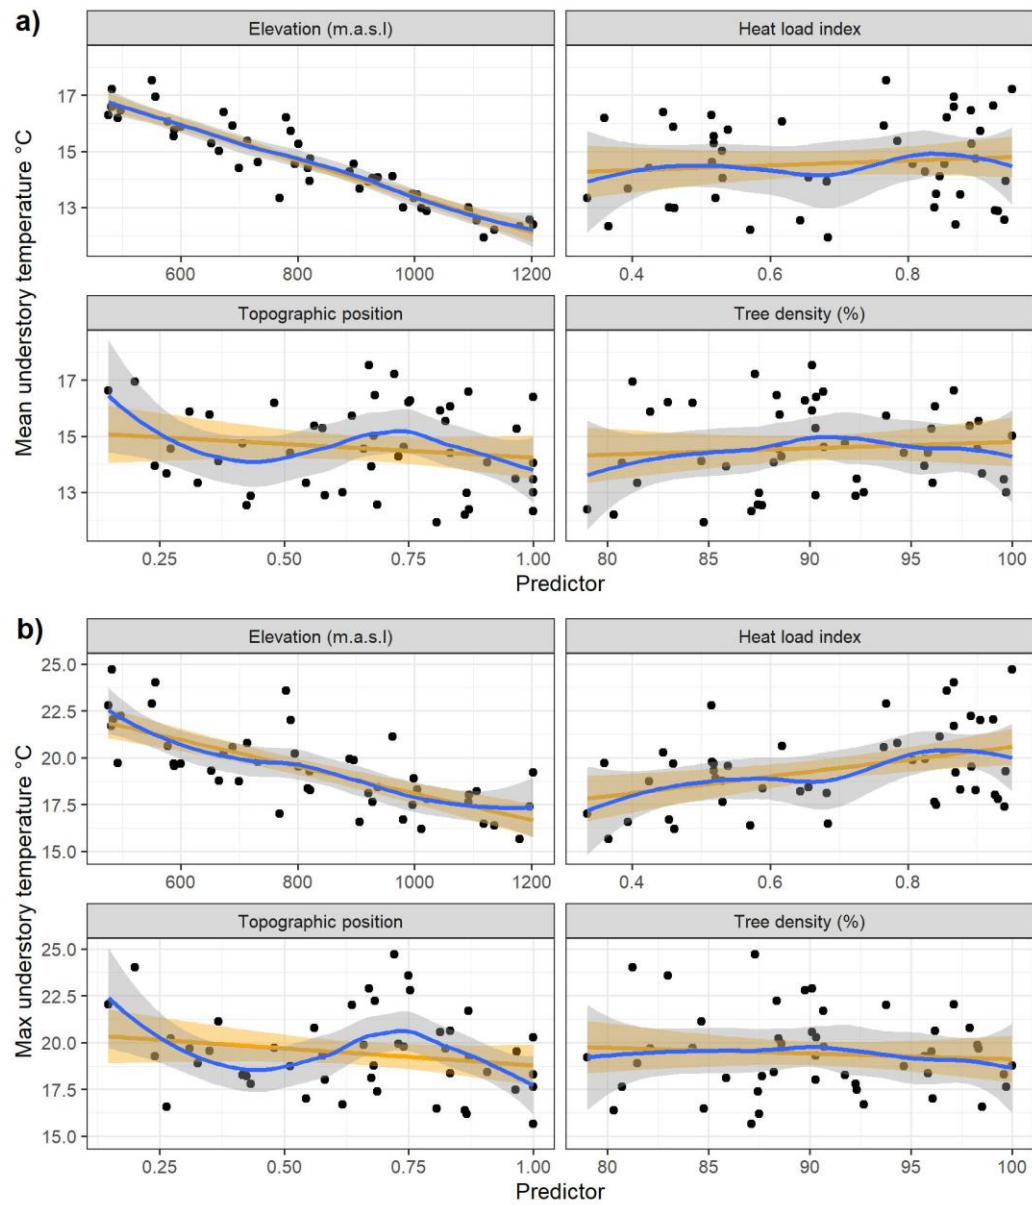 a)
Elevation (m.a.s.l)
Heat load index
17
15
13
600 800 1000 1200
0.4 0.6 0.8
Topographic position
Tree density (%)
17
15
13
0.25 0.50 0.75 1.00
80 85 90 95 100
Mean understory temperature °C
Predictor
b)
Elevation (m.a.s.l)
Heat load index
25.0
22.5
20.0
17.5
15.0
600 800 1000 1200
0.4 0.6 0.8
Topographic position
Tree density (%)
25.0
22.5
20.0
17.5
15.0
0.25 0.50 0.75 1.00
80 85 90 95 100
Max understory temperature °C
Predictor